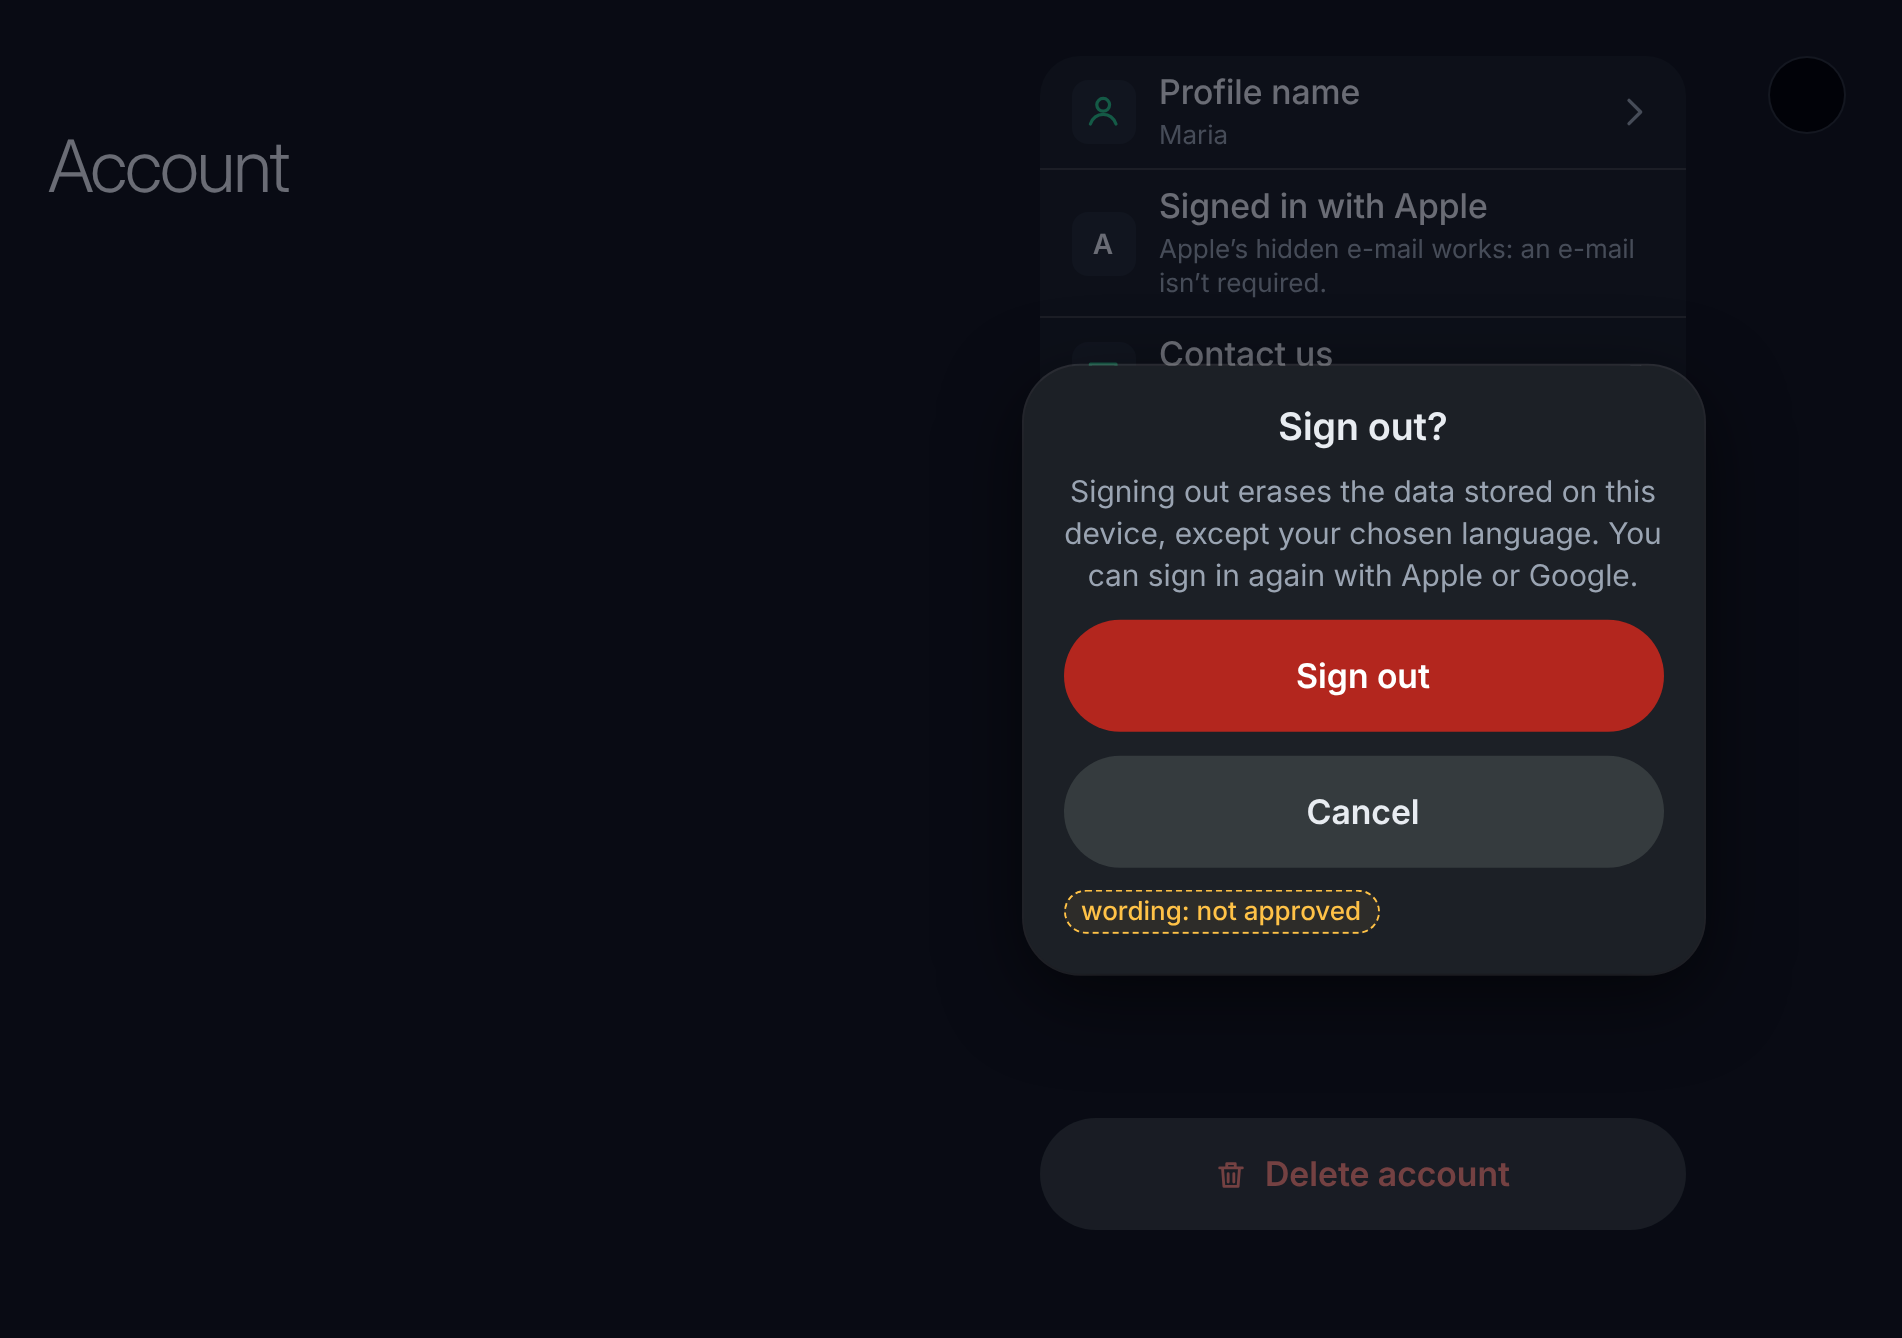 Account
Profile name
Maria
A
Signed in with Apple
Apple’s hidden e-mail works: an e-mail
isn’t required.
Contact us
Sign out?
Signing out erases the data stored on this
device, except your chosen language. You
can sign in again with Apple or Google.
Sign out
Cancel
wording: not approved
Delete account